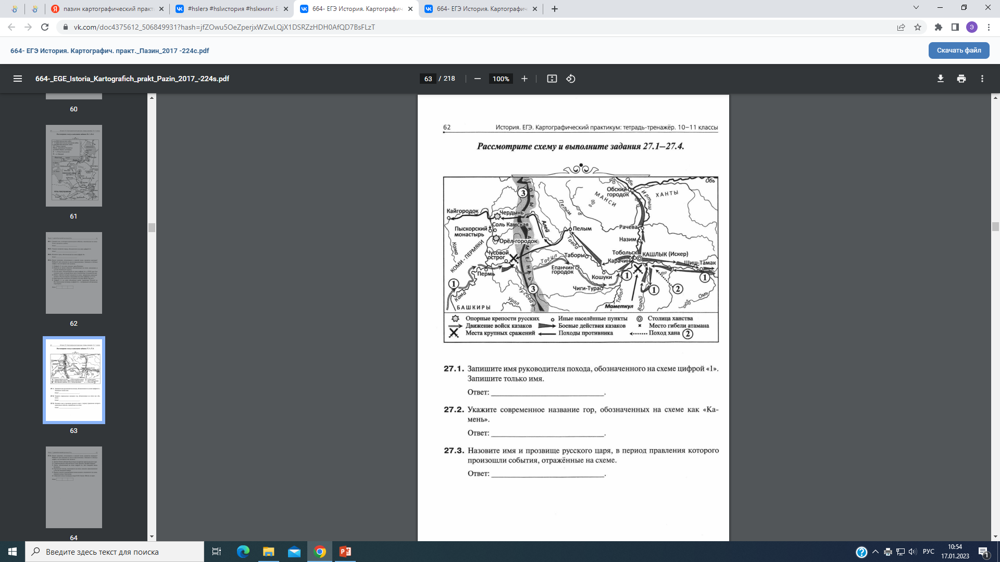 пазин картографический практ
#hslегэ #hslистория #hslкниги Е
664- ЕГЭ История. Картографич
664- ЕГЭ История. Картографич
vk.com/doc4375612_506849931?hash=jfZOwu5OeZperjxWZwLQjX1DSRZzHDH0AfQD7BsFLzT
Э
664- ЕГЭ История. Картографич. практ._Пазин_2017 -224с.pdf
Скачать файл
664-_EGE_Istoria_Kartografich_prakt_Pazin_2017_-224s.pdf
63 / 218
100%
60
61
62
63
64
62 История. ЕГЭ. Картографический практикум: тетрадь-тренажёр. 10–11 классы
Рассмотрите схему и выполните задания 27.1–27.4.
Обь
Обь
Обский городок
Иртыш
ХАНТЫ
МАНСИ
3
ГОРЫ
КАМЕНЬ
Пелым
Кайгородок
Чердынь
Соль Камская
Пыскорский монастырь
Алей
Пелым
Рачева
Назим
Кама
КОМИ - ПЕРМЯКИ
Орёл-городок
Чусовой острог
Тавда
Тагил
Таборы
Тобольск
КАШЛЫК (Искер)
Карачин
Шиш-Тамак
Пермь
Епанчин городок
Кошуки
1
1
1
1
2
3
Чиги-Тура
Кама
Чусовая
Урал
Тобол
Вагай
Омь
Маметкул
БАШКИРЫ
Опорные крепости русских
Иные населённые пункты
Столица ханства
Движение войск казаков
Боевые действия казаков
Место гибели атамана
Места крупных сражений
Походы противника
Поход хана 2
27.1. Запишите имя руководителя похода, обозначенного на схеме цифрой «1».
Запишите только имя.
Ответ: ____________________________.
27.2. Укажите современное название гор, обозначенных на схеме как «Ка-
мень».
Ответ: ____________________________.
27.3. Назовите имя и прозвище русского царя, в период правления которого
произошли события, отражённые на схеме.
Ответ: ____________________________.
Введите здесь текст для поиска
РУС
10:54
17.01.2023
1